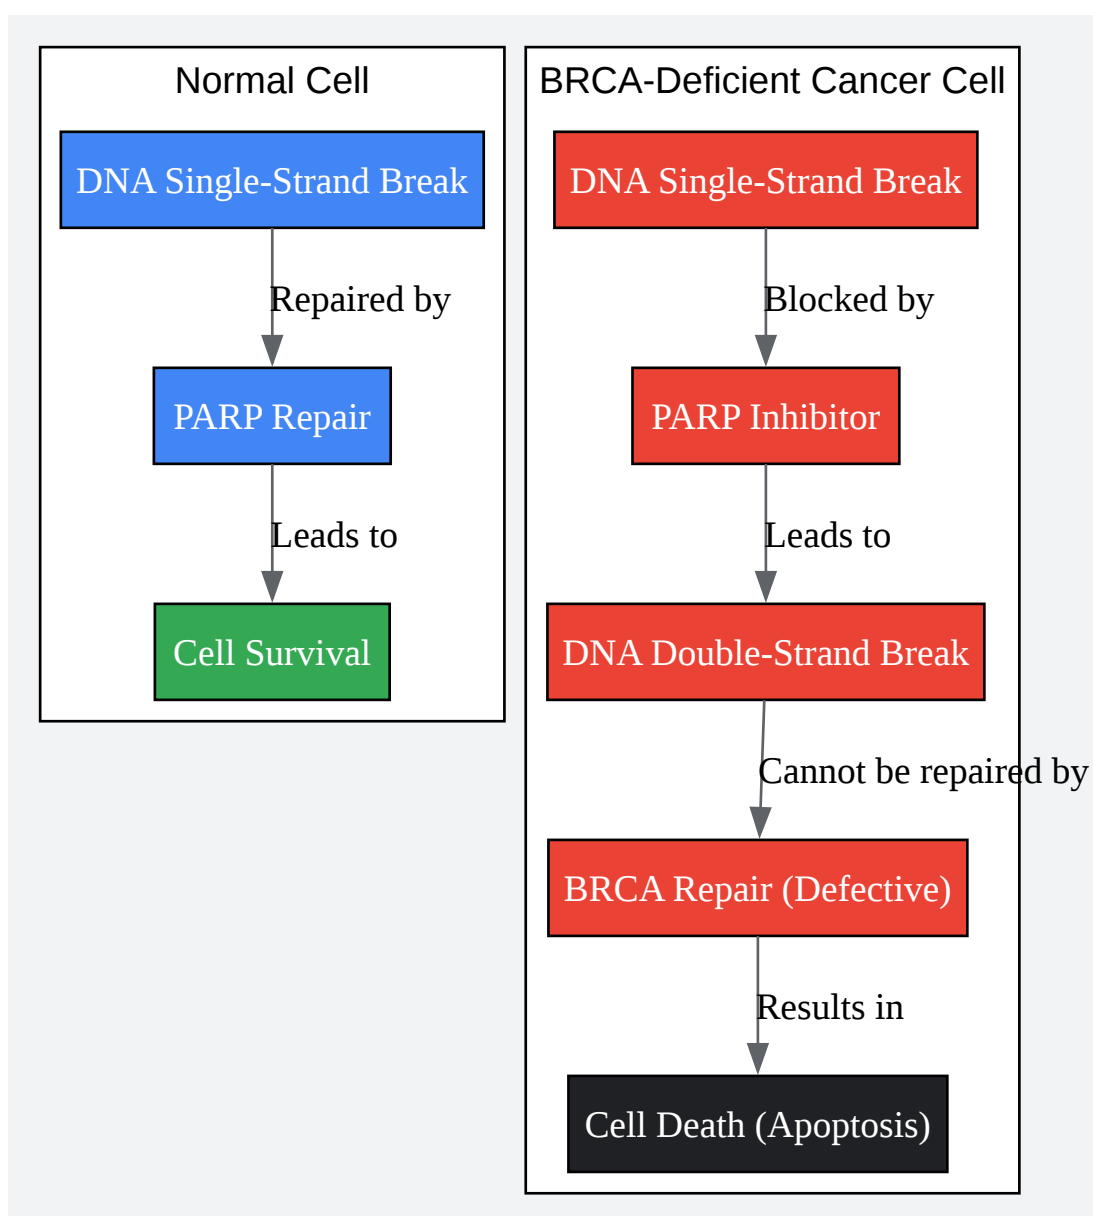 Normal Cell
DNA Single-Strand Break
Repaired by
PARP Repair
Leads to
Cell Survival
BRCA-Deficient Cancer Cell
DNA Single-Strand Break
Blocked by
PARP Inhibitor
Leads to
DNA Double-Strand Break
Cannot be repaired by
BRCA Repair (Defective)
Results in
Cell Death (Apoptosis)